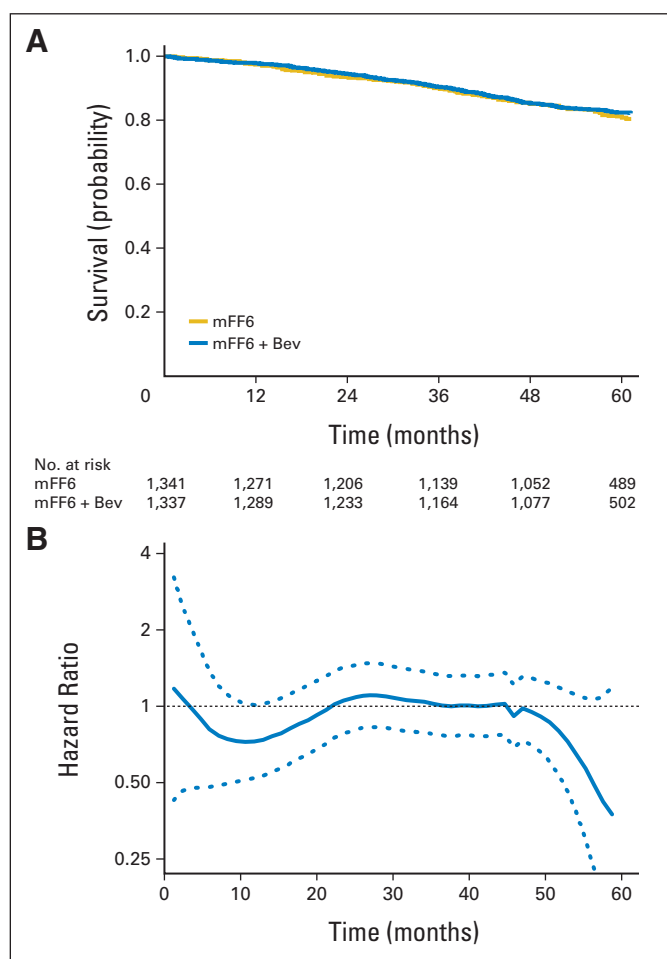 A
Survival (probability)
1.0
0.8
0.6
0.4
0.2
mFF6
mFF6 + Bev
0 12 24 36 48 60
Time (months)
No. at risk
mFF6 1,341 1,271 1,206 1,139 1,052 489
mFF6 + Bev 1,337 1,289 1,233 1,164 1,077 502
B
Hazard Ratio
4
2
1
0.50
0.25
0 10 20 30 40 50 60
Time (months)